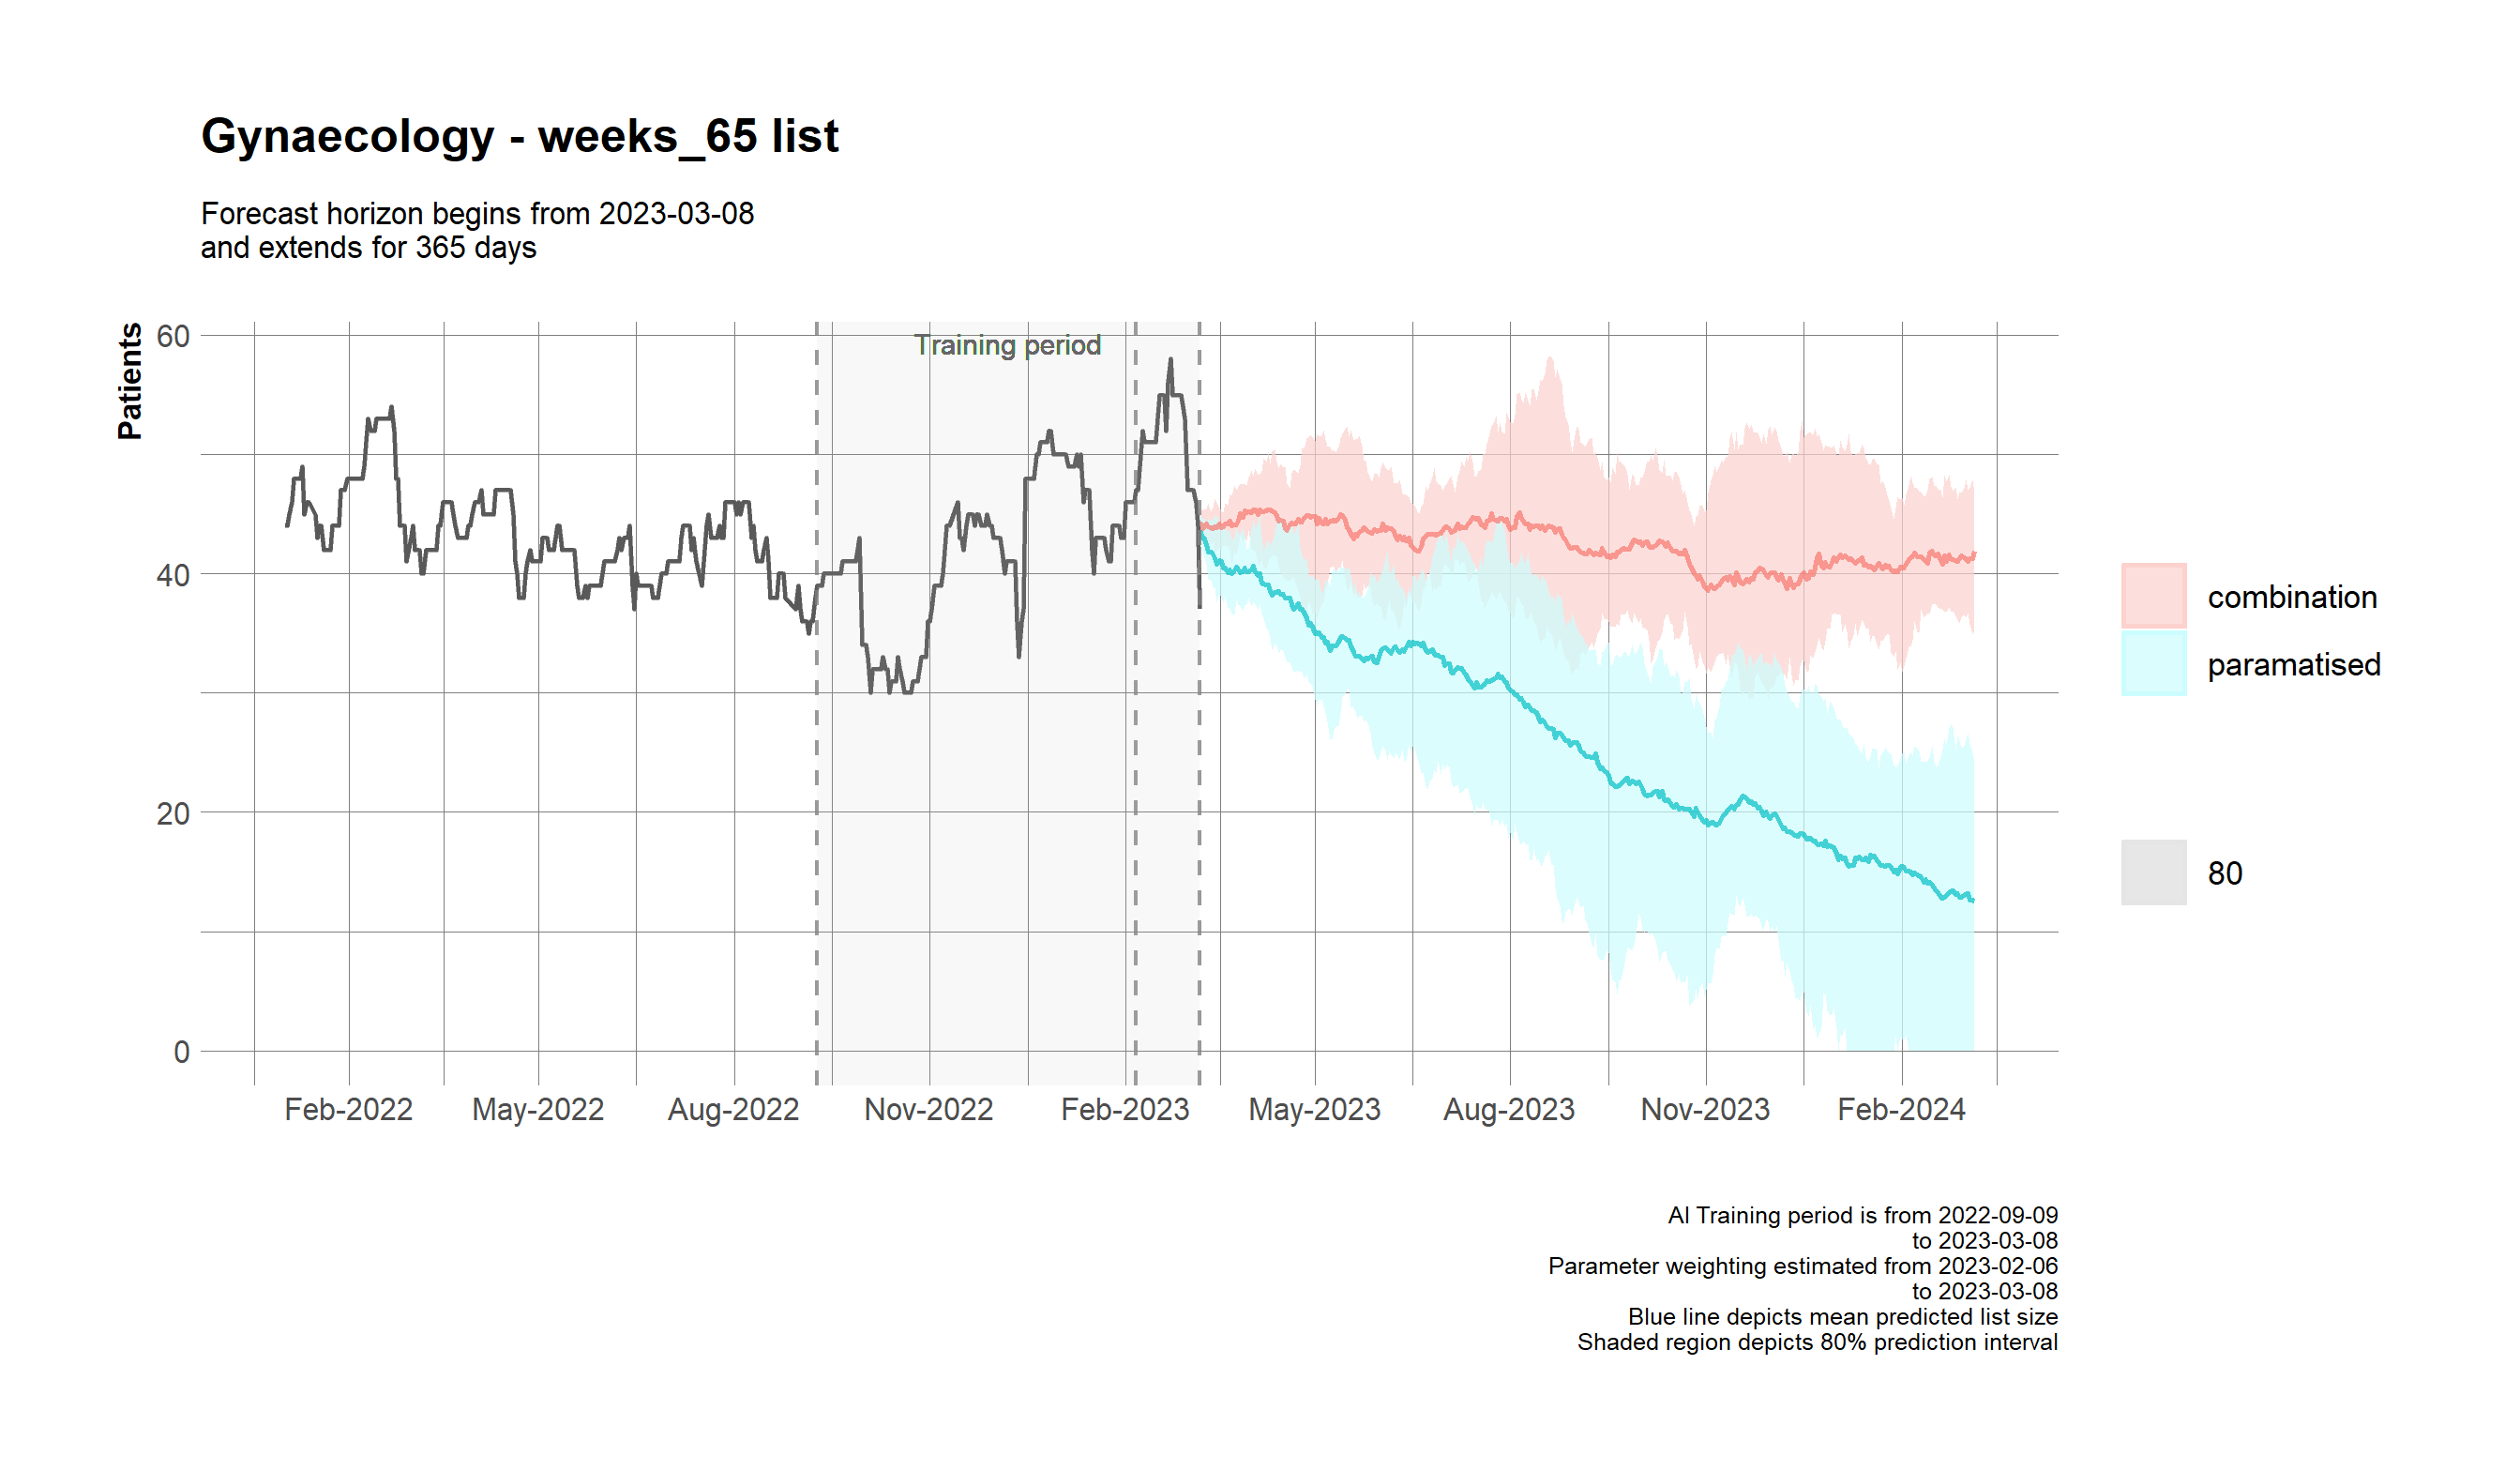 Gynaecology - weeks_65 list
Forecast horizon begins from 2023-03-08
and extends for 365 days
Patients
60
40
20
0
Training period
Feb-2022
May-2022
Aug-2022
Nov-2022
Feb-2023
May-2023
Aug-2023
Nov-2023
Feb-2024
combination
paramatised
80
AI Training period is from 2022-09-09
to 2023-03-08
Parameter weighting estimated from 2023-02-06
to 2023-03-08
Blue line depicts mean predicted list size
Shaded region depicts 80% prediction interval